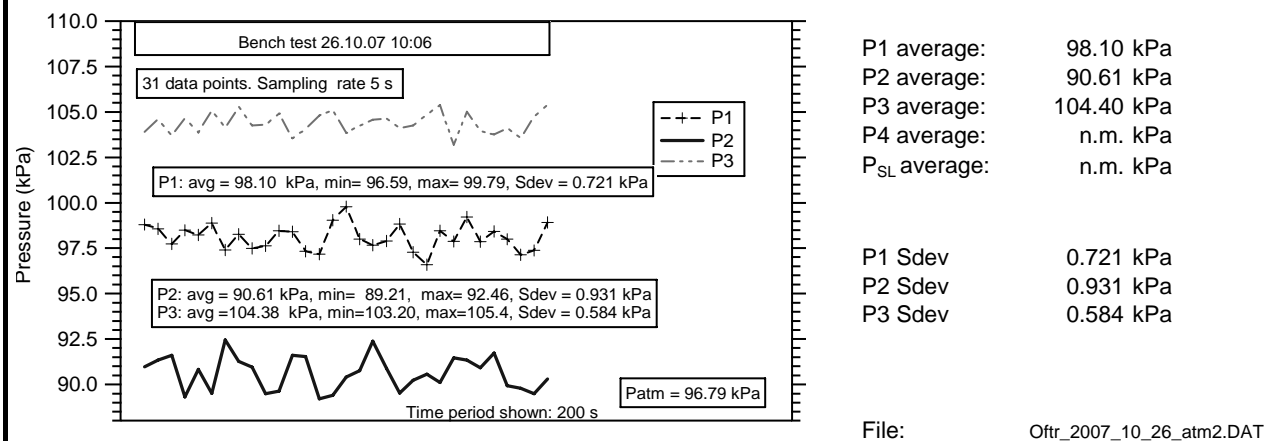 110.0
107.5
105.0
102.5
100.0
97.5
95.0
92.5
90.0
Pressure (kPa)
Bench test 26.10.07 10:06
31 data points. Sampling rate 5 s
P1
P2
P3
P1: avg = 98.10 kPa, min= 96.59, max= 99.79, Sdev = 0.721 kPa
P2: avg = 90.61 kPa, min= 89.21, max= 92.46, Sdev = 0.931 kPa
P3: avg =104.38 kPa, min=103.20, max=105.4, Sdev = 0.584 kPa
Patm = 96.79 kPa
Time period shown: 200 s
P1 average: 98.10 kPa
P2 average: 90.61 kPa
P3 average: 104.40 kPa
P4 average: n.m. kPa
PSL average: n.m. kPa
P1 Sdev 0.721 kPa
P2 Sdev 0.931 kPa
P3 Sdev 0.584 kPa
File: Oftr_2007_10_26_atm2.DAT